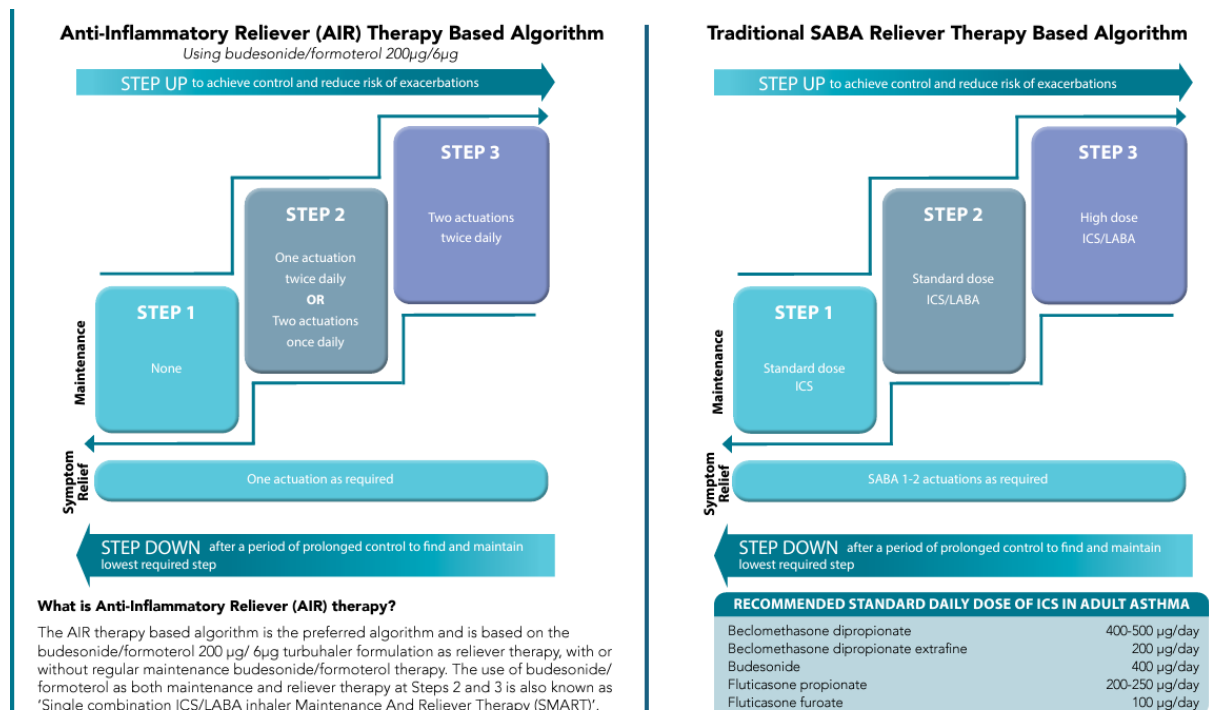 Anti-Inflammatory Reliever (AIR) Therapy Based Algorithm
Using budesonide/formoterol 200µg/6µg
STEP UP to achieve control and reduce risk of exacerbations
STEP 3
Two actuations
twice daily
STEP 2
One actuation
twice daily
OR
Two actuations
once daily
STEP 1
None
Maintenance
Symptom
Relief
One actuation as required
STEP DOWN after a period of prolonged control to find and maintain
lowest required step
What is Anti-Inflammatory Reliever (AIR) therapy?
The AIR therapy based algorithm is the preferred algorithm and is based on the
budesonide/formoterol 200 µg/ 6µg turbuhaler formulation as reliever therapy, with or
without regular maintenance budesonide/formoterol therapy. The use of budesonide/
formoterol as both maintenance and reliever therapy at Steps 2 and 3 is also known as
‘Single combination ICS/LABA inhaler Maintenance And Reliever Therapy (SMART)’.
Traditional SABA Reliever Therapy Based Algorithm
STEP UP to achieve control and reduce risk of exacerbations
STEP 3
High dose
ICS/LABA
STEP 2
Standard dose
ICS/LABA
STEP 1
Standard dose
ICS
Maintenance
Symptom
Relief
SABA 1-2 actuations as required
STEP DOWN after a period of prolonged control to find and maintain
lowest required step
RECOMMENDED STANDARD DAILY DOSE OF ICS IN ADULT ASTHMA
Beclomethasone dipropionate 400-500 µg/day
Beclomethasone dipropionate extrafine 200 µg/day
Budesonide 400 µg/day
Fluticasone propionate 200-250 µg/day
Fluticasone furoate 100 µg/day